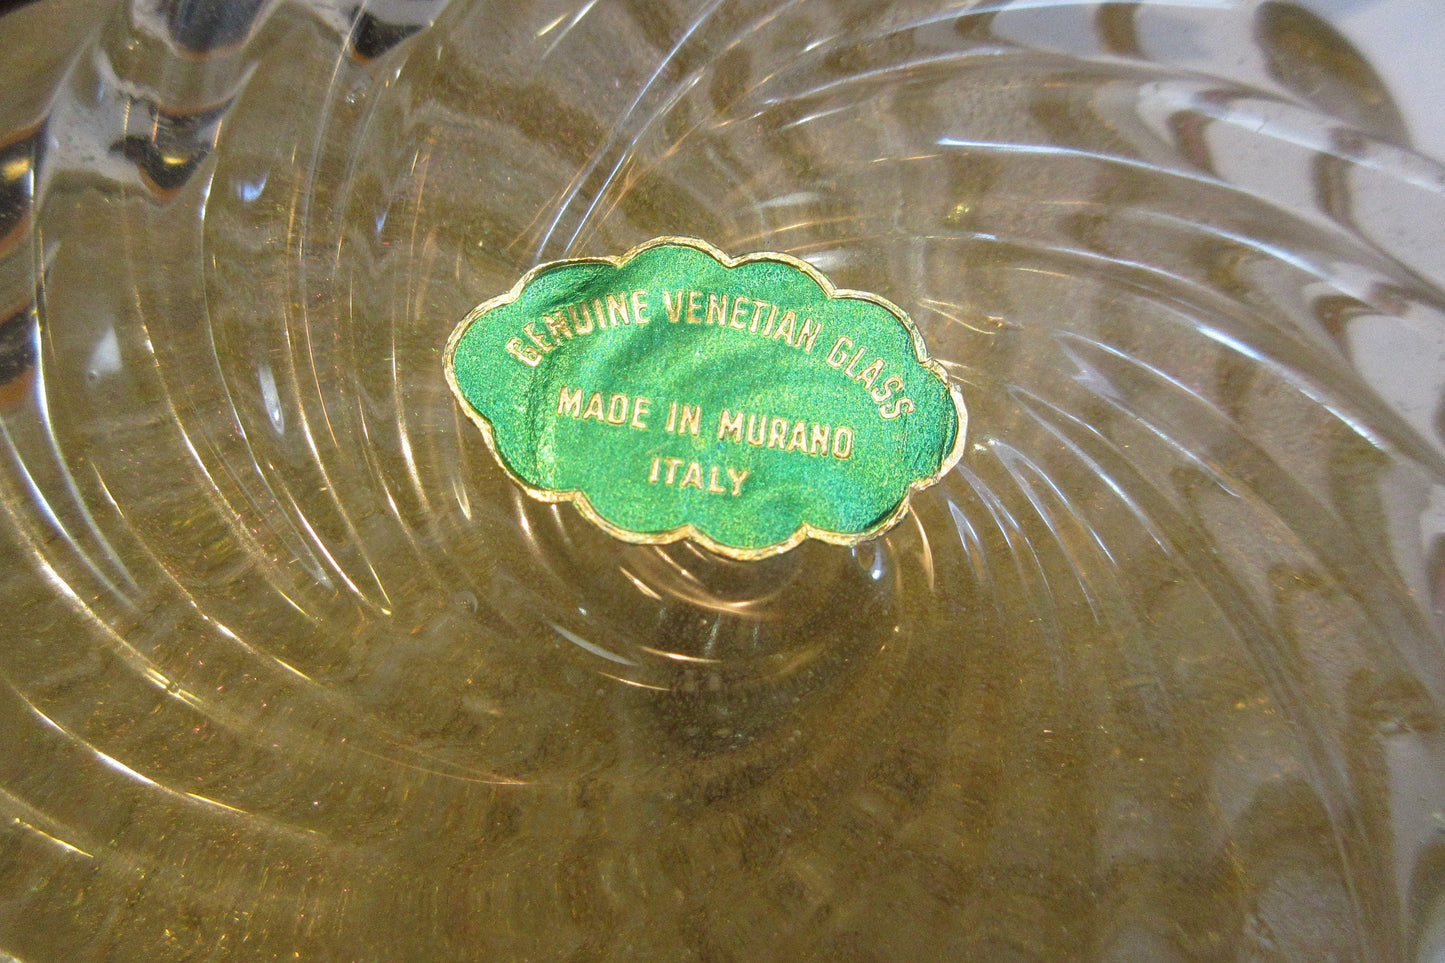 GENUINE VENETIAN GLASS
MADE IN MURANO
ITALY